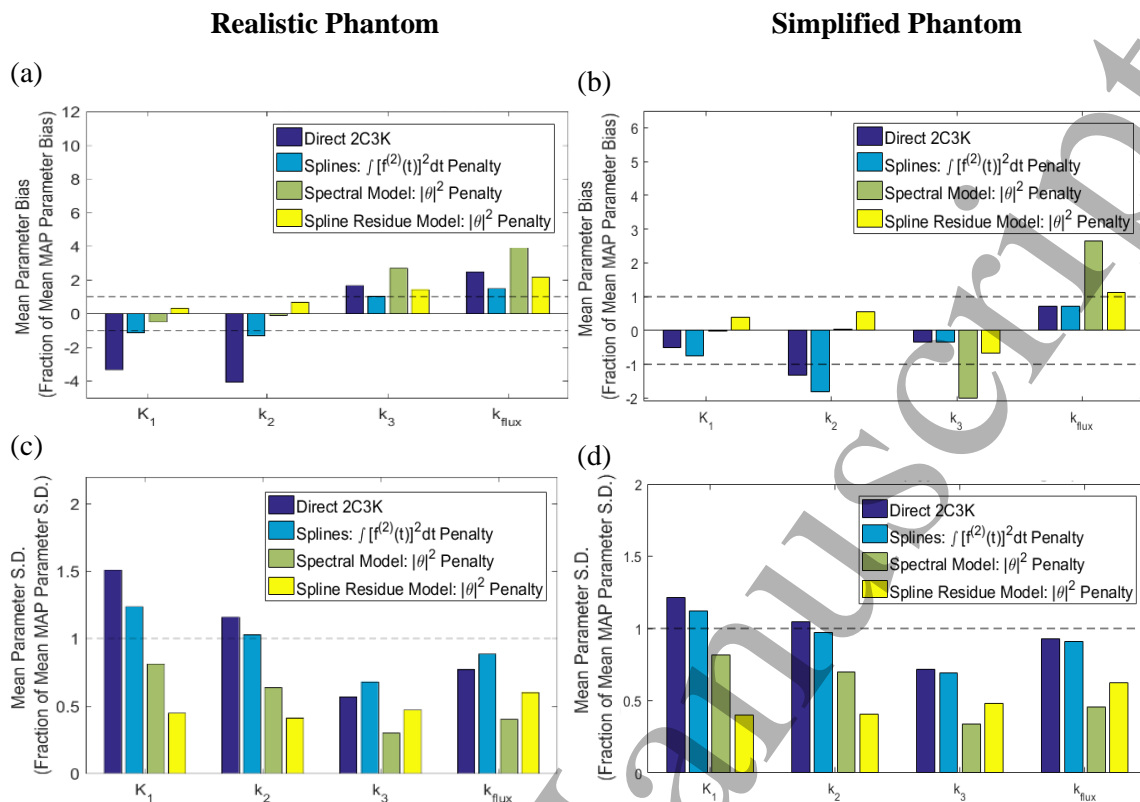 Realistic Phantom
Simplified Phantom
(a)
Mean Parameter Bias
(Fraction of Mean MAP Parameter Bias)
12
10
8
6
4
2
0
-2
-4
Direct 2C3K
Splines: ∫ [f⁽²⁾(t)]²dt Penalty
Spectral Model: |θ|² Penalty
Spline Residue Model: |θ|² Penalty
K₁
k₂
k₃
k_flux
(b)
Mean Parameter Bias
(Fraction of Mean MAP Parameter Bias)
6
5
4
3
2
1
0
-1
-2
Direct 2C3K
Splines: ∫ [f⁽²⁾(t)]²dt Penalty
Spectral Model: |θ|² Penalty
Spline Residue Model: |θ|² Penalty
K₁
k₂
k₃
k_flux
(c)
Mean Parameter S.D.
(Fraction of Mean MAP Parameter S.D.)
2
1.5
1
0.5
0
Direct 2C3K
Splines: ∫ [f⁽²⁾(t)]²dt Penalty
Spectral Model: |θ|² Penalty
Spline Residue Model: |θ|² Penalty
K₁
k₂
k₃
k_flux
(d)
Mean Parameter S.D.
(Fraction of Mean MAP Parameter S.D.)
2
1.5
1
0.5
0
Direct 2C3K
Splines: ∫ [f⁽²⁾(t)]²dt Penalty
Spectral Model: |θ|² Penalty
Spline Residue Model: |θ|² Penalty
K₁
k₂
k₃
k_flux
anuscript